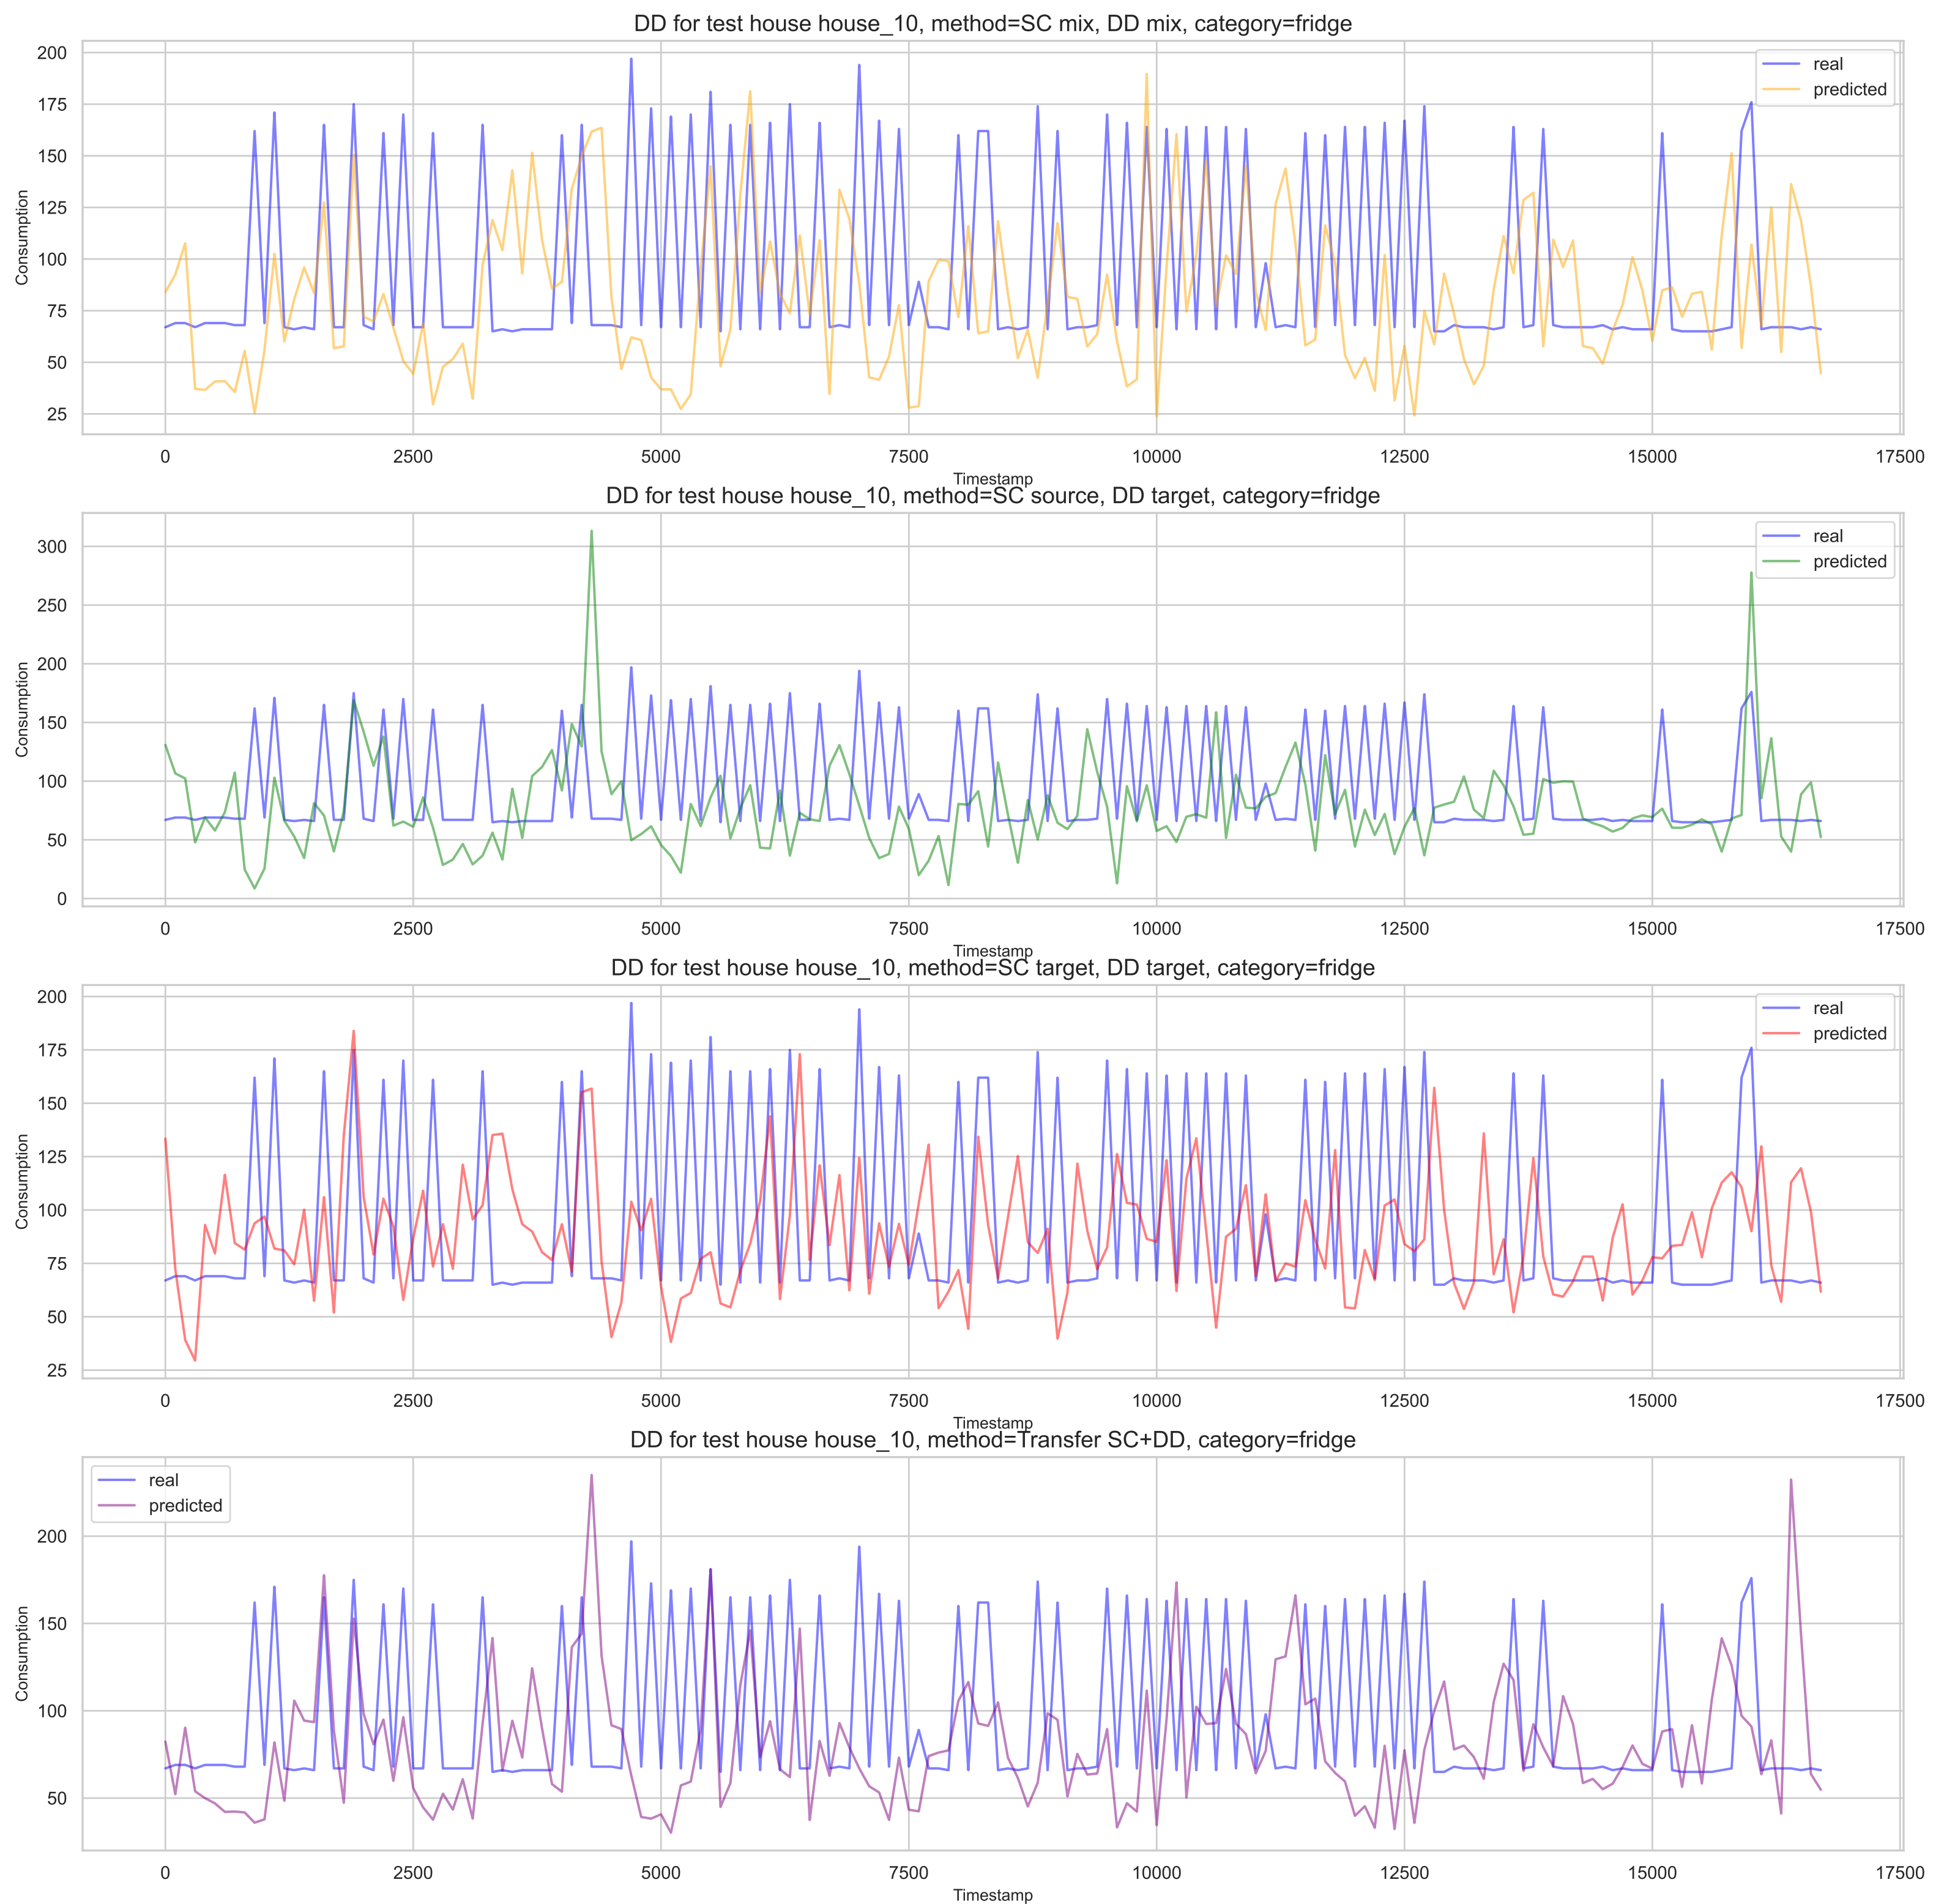 DD for test house house_10, method=SC mix, DD mix, category=fridge
200
175
150
125
100
75
50
25
Consumption
real
predicted
0 2500 5000 7500 10000 12500 15000 17500
Timestamp
DD for test house house_10, method=SC source, DD target, category=fridge
300
250
200
150
100
50
0
Consumption
real
predicted
0 2500 5000 7500 10000 12500 15000 17500
Timestamp
DD for test house house_10, method=SC target, DD target, category=fridge
200
175
150
125
100
75
50
25
Consumption
real
predicted
0 2500 5000 7500 10000 12500 15000 17500
Timestamp
DD for test house house_10, method=Transfer SC+DD, category=fridge
real
predicted
200
150
100
50
Consumption
0 2500 5000 7500 10000 12500 15000 17500
Timestamp